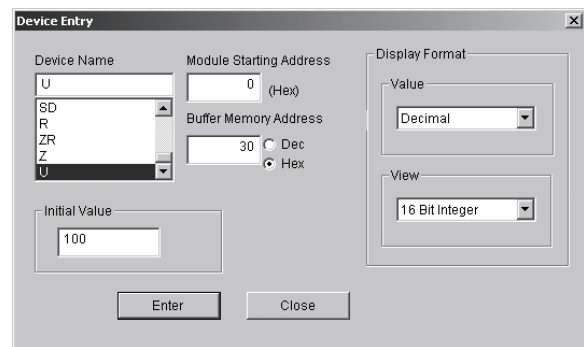 Device Entry
Device Name
U
SD
R
ZR
Z
U
Module Starting Address
0
(Hex)
Buffer Memory Address
30
Dec
Hex
Display Format
Value
Decimal
View
16 Bit Integer
Initial Value
100
Enter
Close